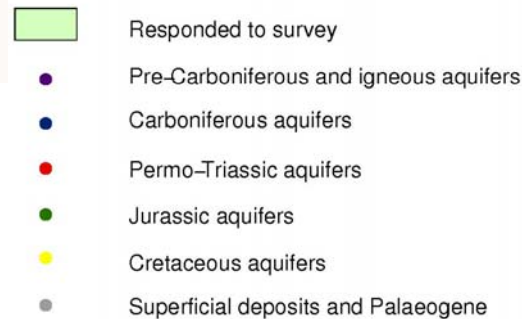 Responded to survey
Pre-Carboniferous and igneous aquifers
Carboniferous aquifers
Permo-Triassic aquifers
Jurassic aquifers
Cretaceous aquifers
Superficial deposits and Palaeogene